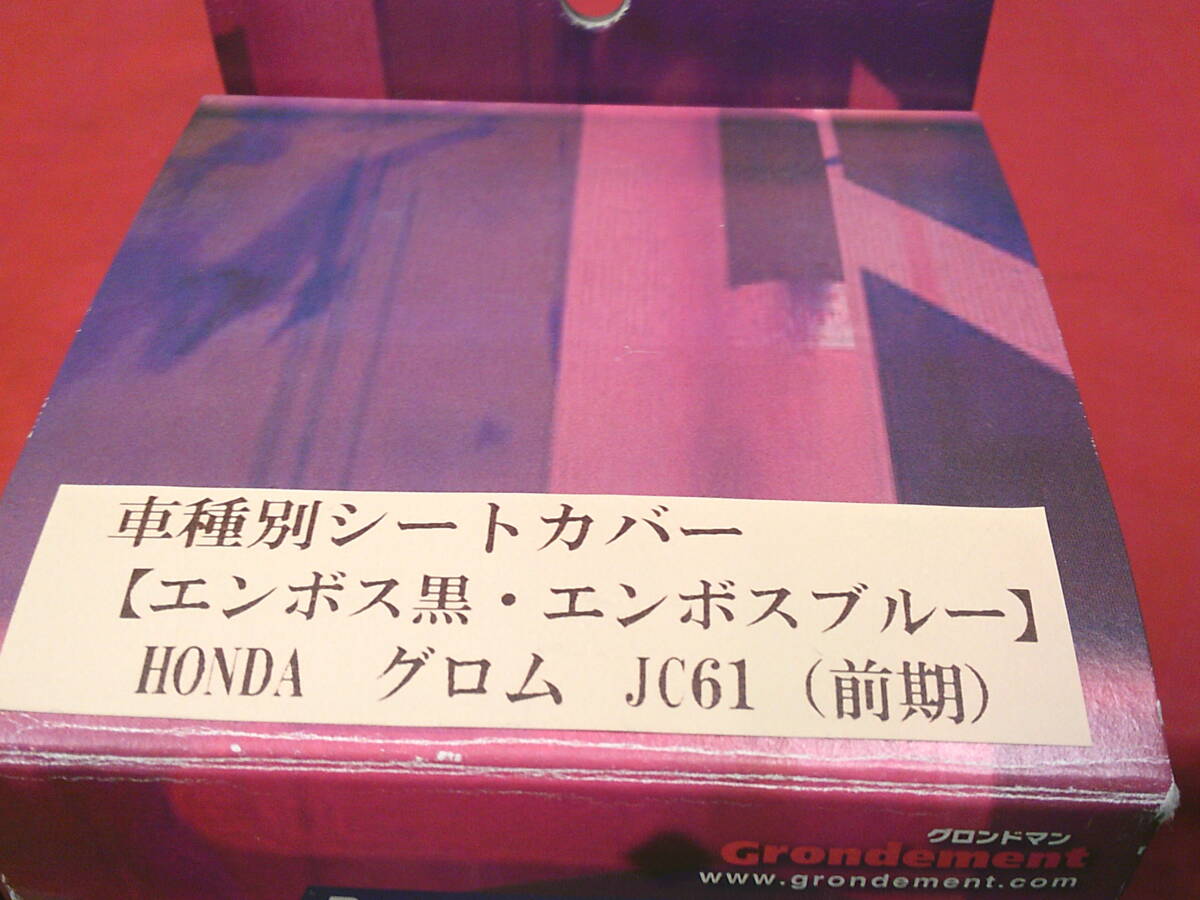 車種別シートカバー
【エンボス黒・エンボスブルー】
HONDA　グロム　JC61（前期）
グロンドマン
Grondement
www.grondement.com